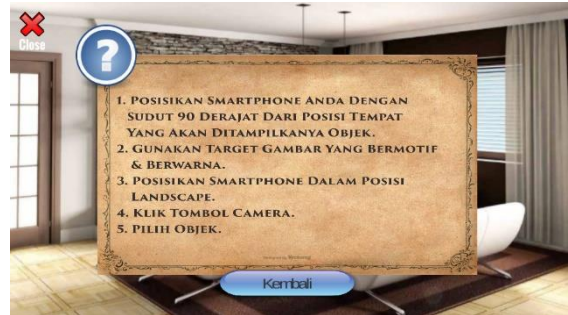 Close
?
1. POSISIKAN SMARTPHONE ANDA DENGAN
SUDUT 90 DERAJAT DARI POSISI TEMPAT
YANG AKAN DITAMPILKANYA OBJEK.
2. GUNAKAN TARGET GAMBAR YANG BERMOTIF
& BERWARNA.
3. POSISIKAN SMARTPHONE DALAM POSISI
LANDSCAPE.
4. KLIK TOMBOL CAMERA.
5. PILIH OBJEK.
Kembali